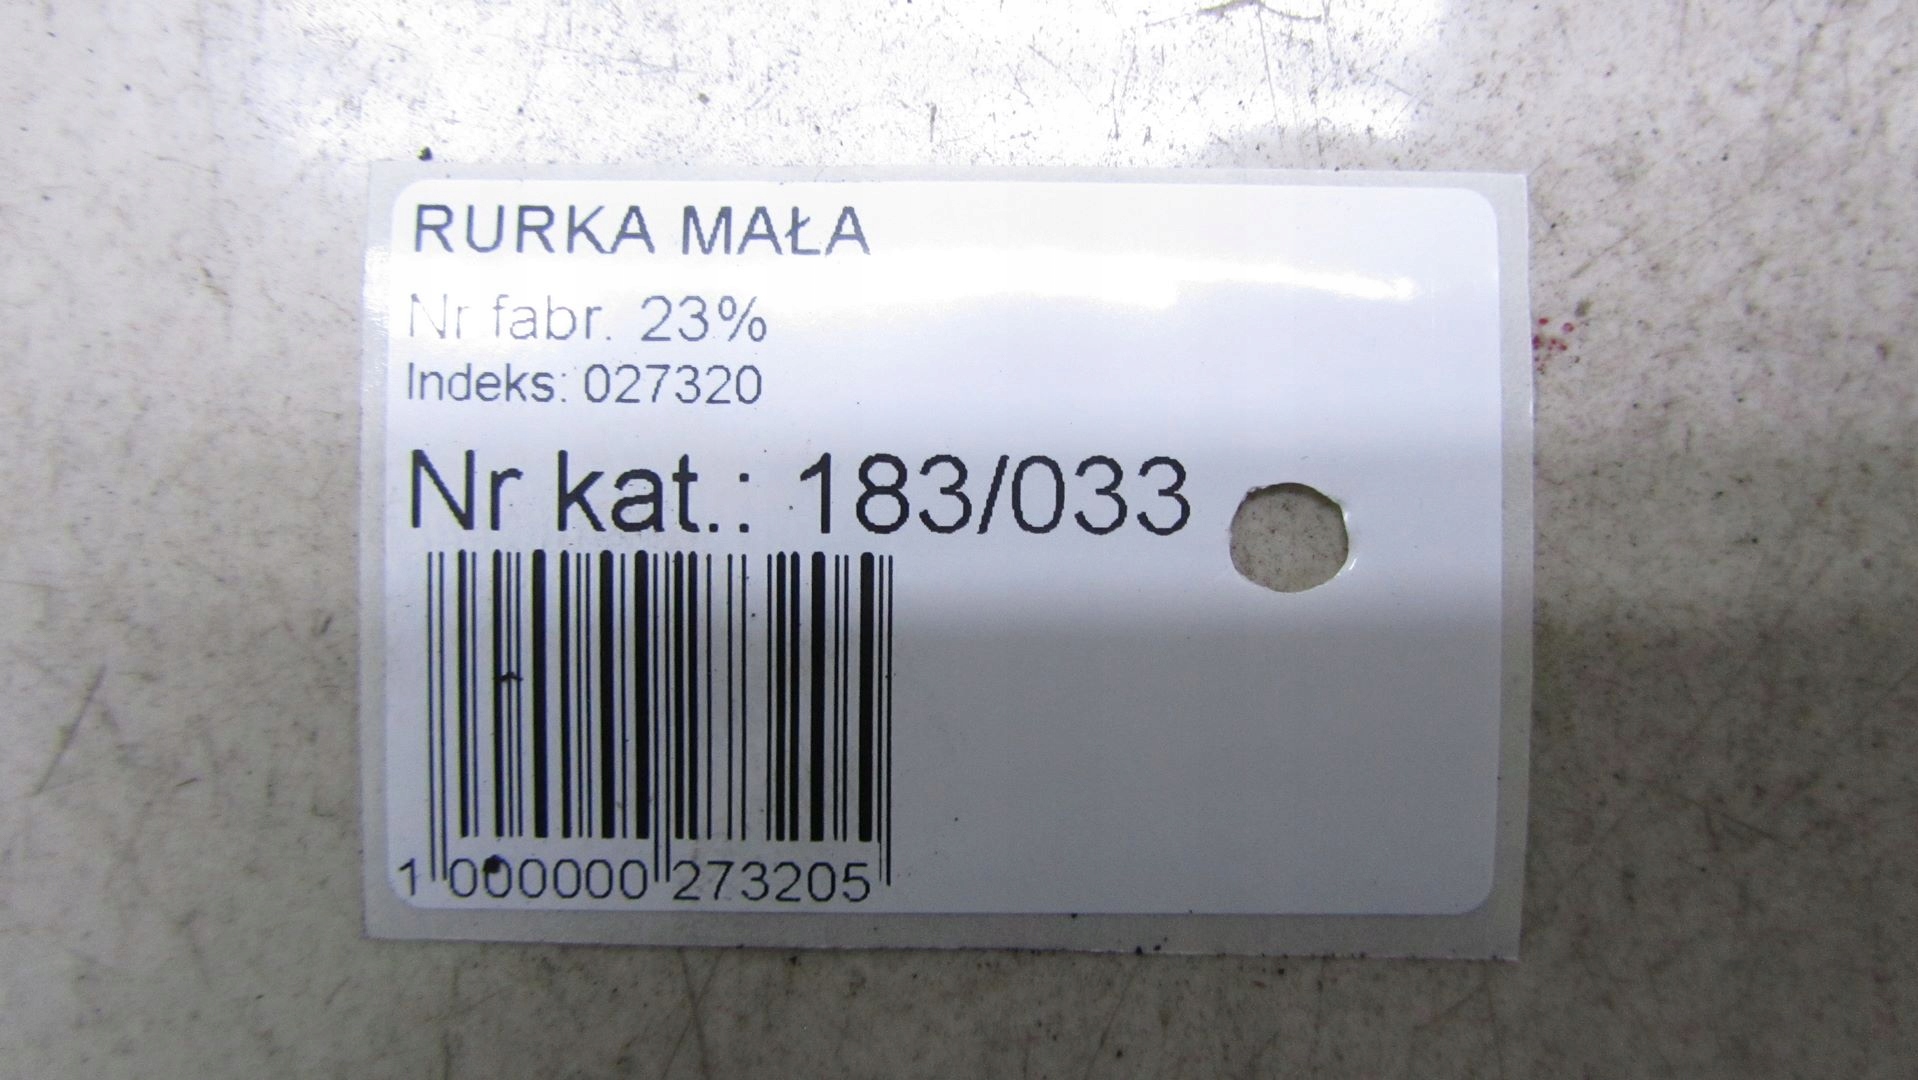 RURKA MAŁA
Nr fabr. 23%
Indeks: 027320
Nr kat.: 183/033
1 000000 273205